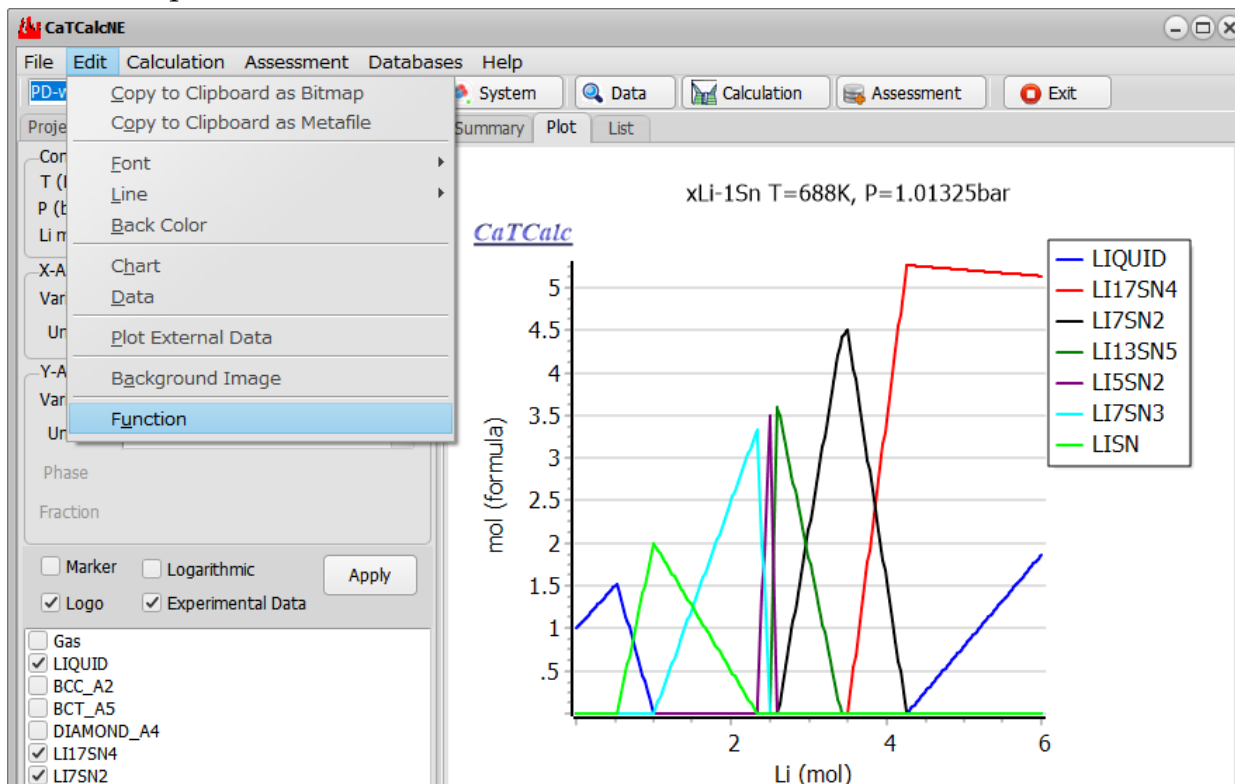 CaTCalcNE
File Edit Calculation Assessment Databases Help
System Data Calculation Assessment Exit
Summary Plot List
Copy to Clipboard as Bitmap
Copy to Clipboard as Metafile
Font
Line
Back Color
Chart
Data
Plot External Data
Background Image
Function
Phase
Fraction
Marker Logarithmic Apply
Logo Experimental Data
Gas
LIQUID
BCC_A2
BCT_A5
DIAMOND_A4
LI17SN4
LI7SN2
xLi-1Sn T=688K, P=1.01325bar
CaTCalc
LIQUID
LI17SN4
LI7SN2
LI13SN5
LI5SN2
LI7SN3
LISN
mol (formula)
5
4.5
4
3.5
3
2.5
2
1.5
1
.5
2 4 6
Li (mol)